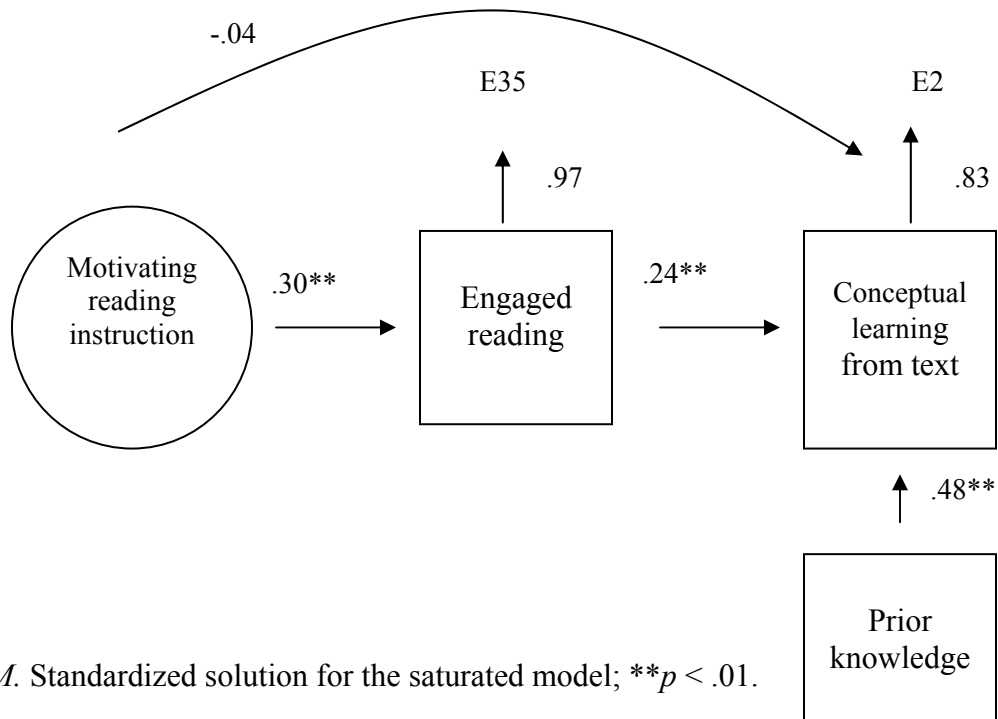 -.04
E35
E2
.97
.83
Motivating
reading
instruction
.30**
Engaged
reading
.24**
Conceptual
learning
from text
.48**
Prior
knowledge
M. Standardized solution for the saturated model; **p < .01.